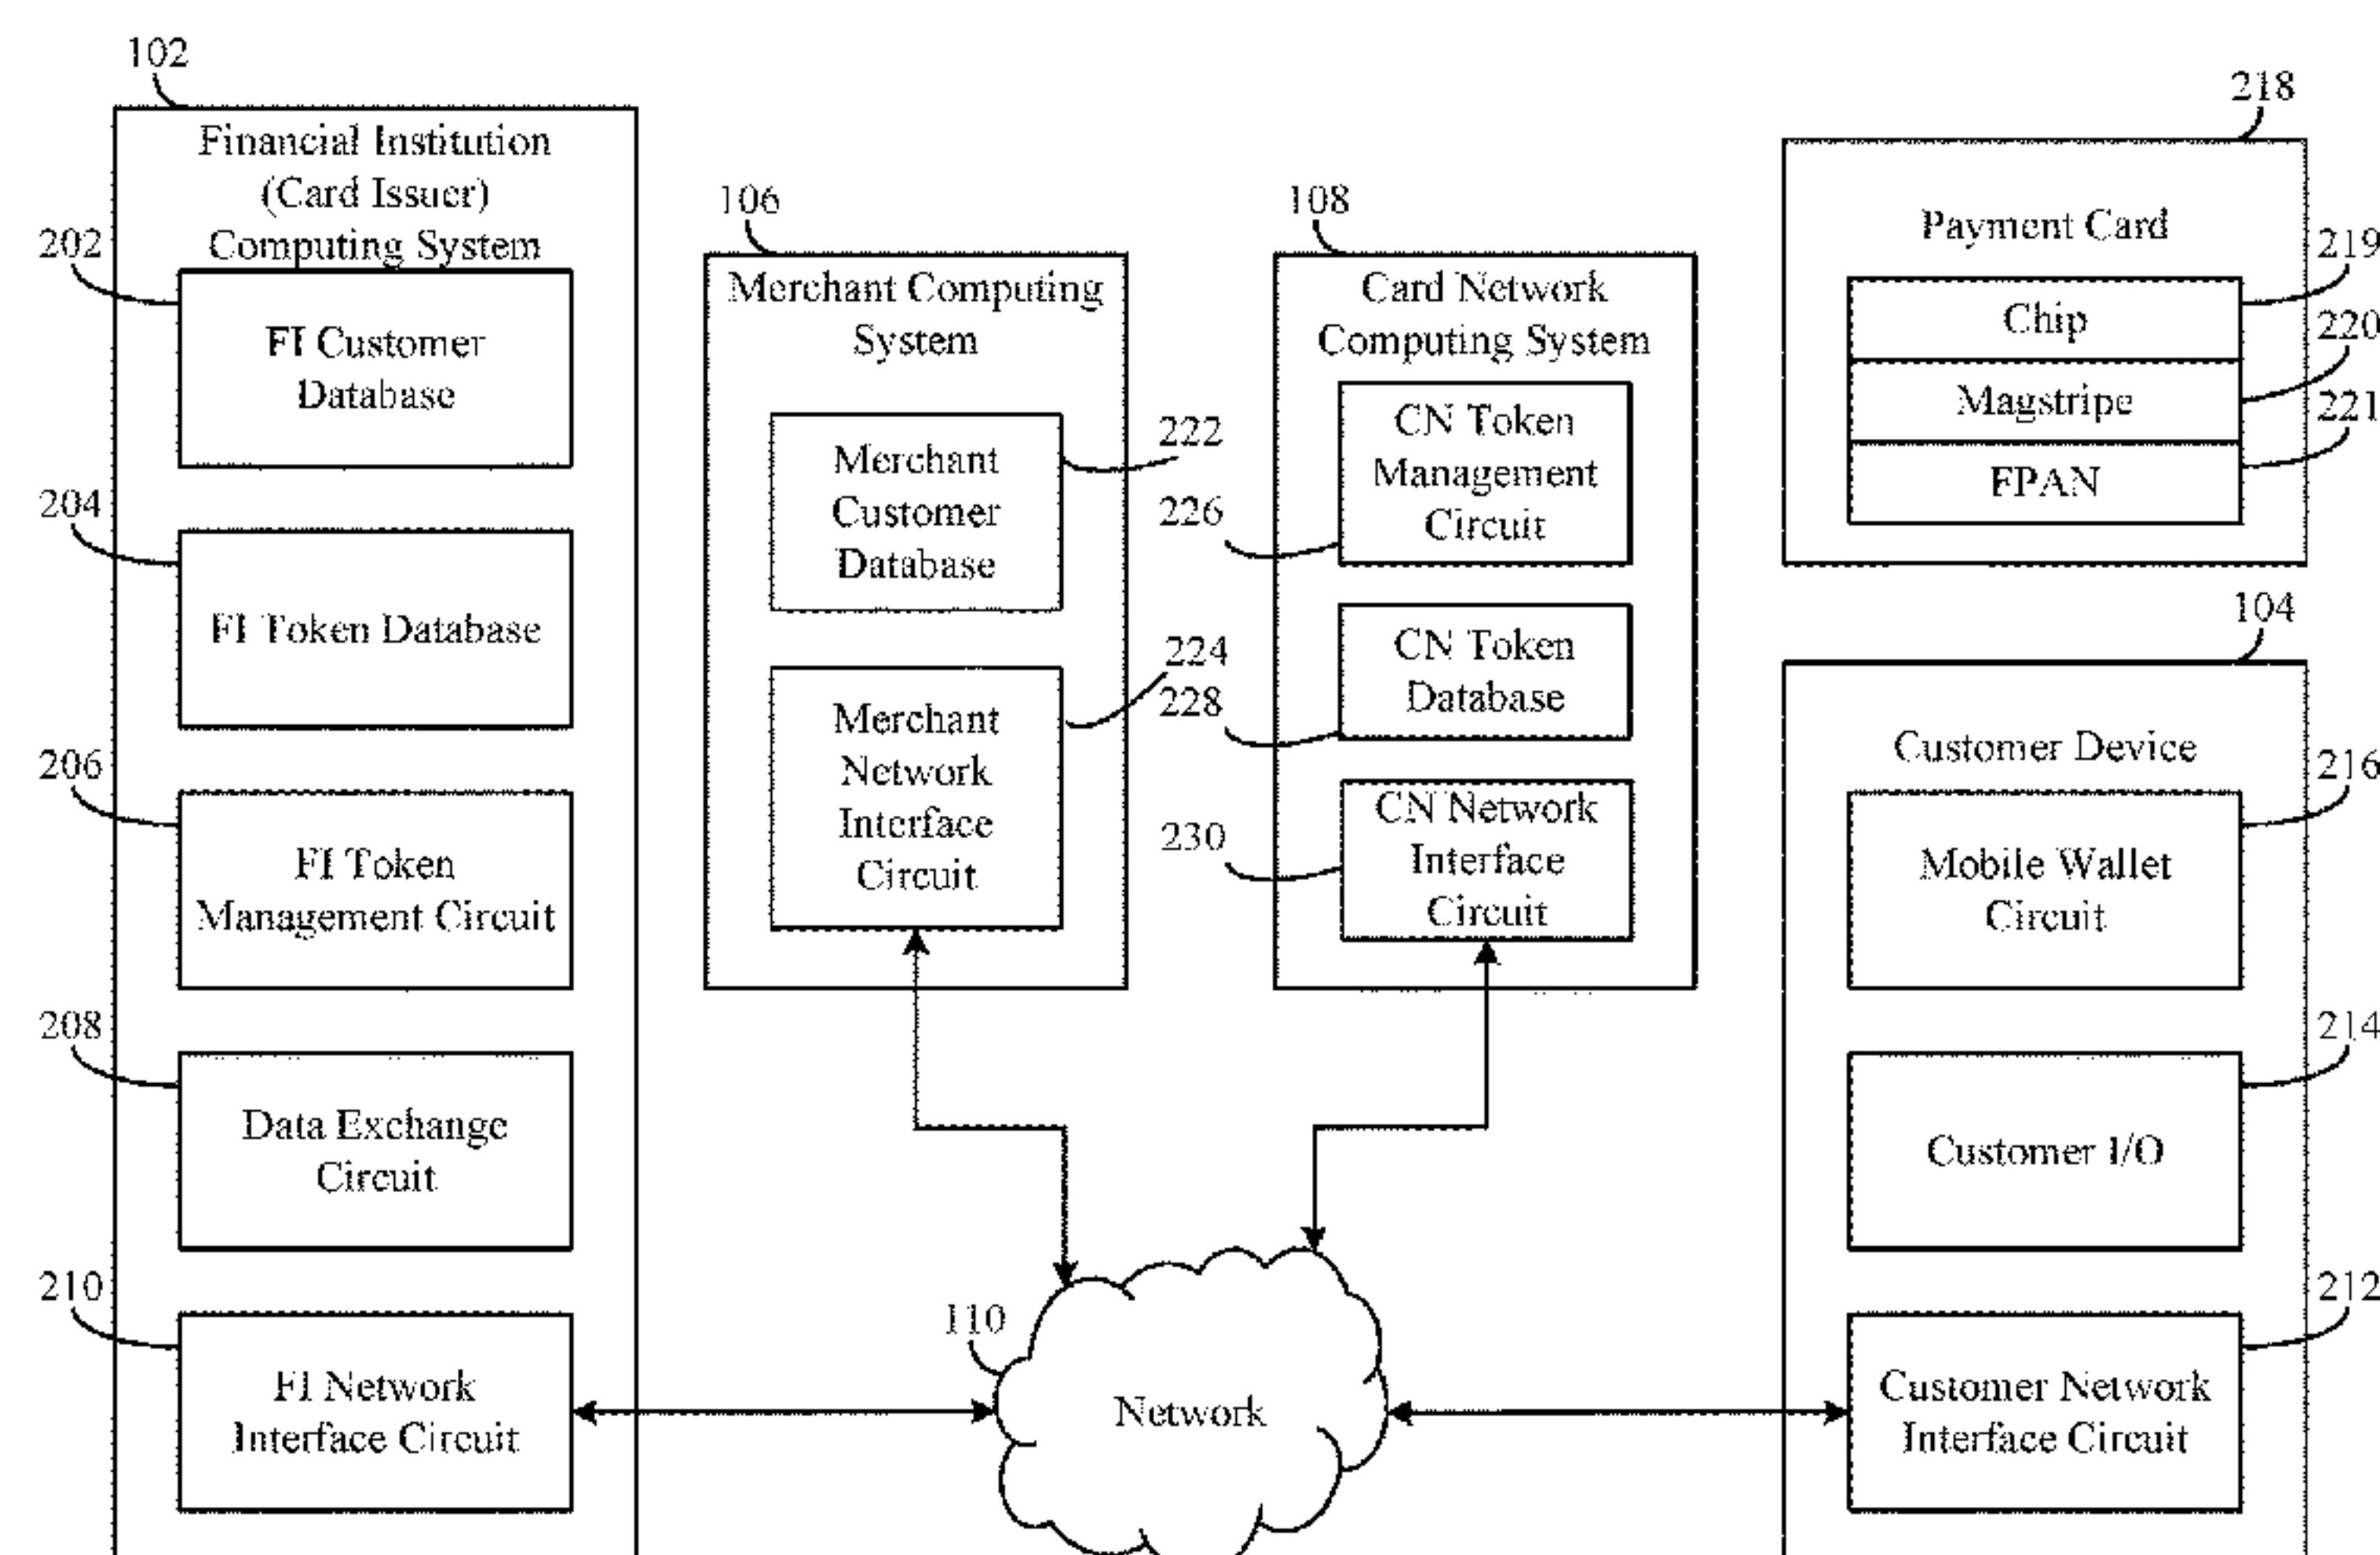 102
Financial Institution
(Card Issuer)
Computing System
202
FI Customer
Database
204
FI Token Database
206
FI Token
Management Circuit
208
Data Exchange
Circuit
210
FI Network
Interface Circuit
106
Merchant Computing
System
222
Merchant
Customer
Database
224
Merchant
Network
Interface
Circuit
108
Card Network
Computing System
226
CN Token
Management
Circuit
228
CN Token
Database
230
CN Network
Interface
Circuit
110
Network
218
Payment Card
219
Chip
220
Magstripe
221
FPAN
104
Customer Device
216
Mobile Wallet
Circuit
214
Customer I/O
212
Customer Network
Interface Circuit